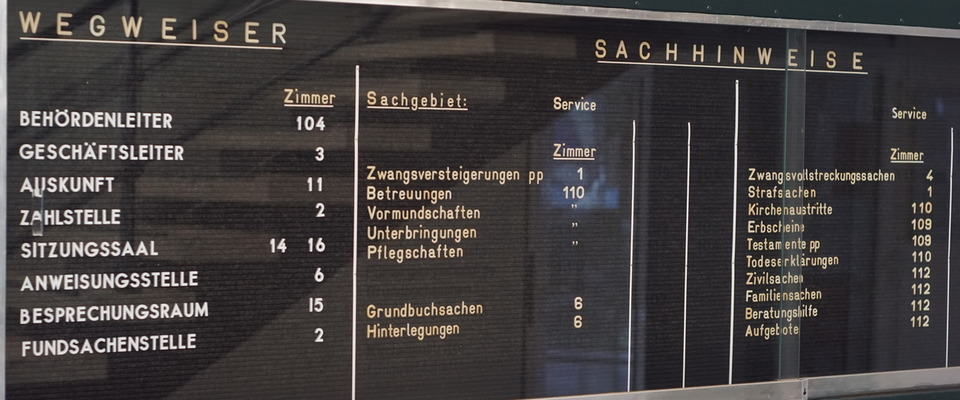 WEGWEISER
Zimmer
BEHÖRDENLEITER 104
GESCHÄFTSLEITER 3
AUSKUNFT 11
ZAHLSTELLE 2
SITZUNGSSAAL 14 16
ANWEISUNGSSTELLE 6
BESPRECHUNGSRAUM 15
FUNDSACHENSTELLE 2
SACHHINWEISE
Sachgebiet: Service
Zimmer
Zwangsversteigerungen pp 1
Betreuungen 110
Vormundschaften "
Unterbringungen "
Pflegschaften "
Grundbuchsachen 6
Hinterlegungen 6
Service
Zimmer
Zwangsvollstreckungssachen 4
Strafsachen 1
Kirchenaustritte 110
Erbscheine 109
Testamente pp 109
Todeserklärungen 110
Zivilsachen 112
Familiensachen 112
Beratungshilfe 112
Aufgebote 112